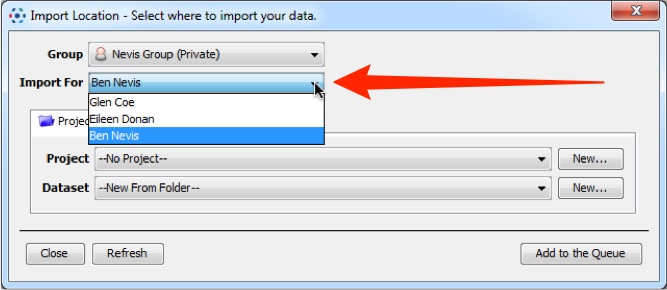 Import Location - Select where to import your data.
Group Nevis Group (Private)
Import For Ben Nevis
Glen Coe
Eileen Donan
Ben Nevis
Project --No Project-- New...
Dataset --New From Folder-- New...
Close Refresh Add to the Queue